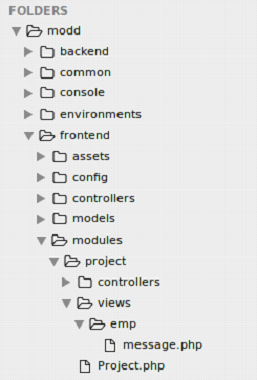 FOLDERS
modd
backend
common
console
environments
frontend
assets
config
controllers
models
modules
project
controllers
views
emp
message.php
Project.php